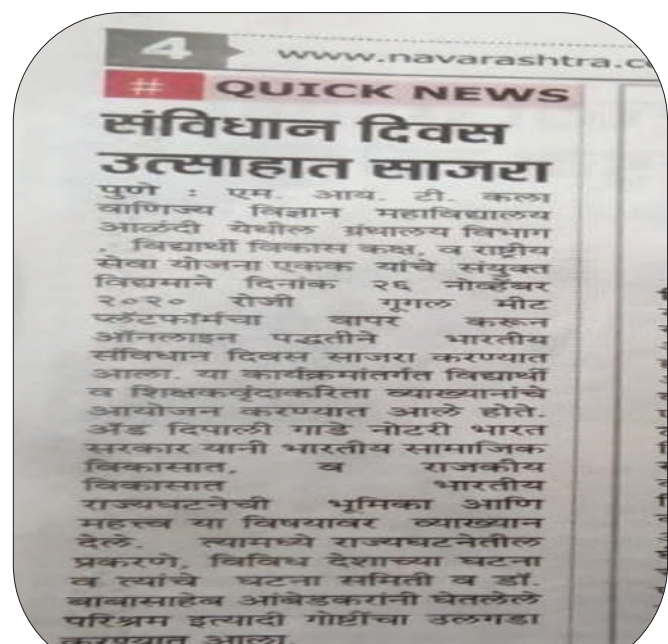 4
www.navarashtra.c
# QUICK NEWS
संविधान दिवस
उत्साहात साजरा
पुणे : एम. आय. टी. कला
वाणिज्य विज्ञान महाविद्यालय
आळंदी येथील ग्रंथालय विभाग
, विद्यार्थी विकास कक्ष, व राष्ट्रीय
सेवा योजना एकक यांचे संयुक्त
विद्यमाने दिनांक २६ नोव्हेंबर
२०२० रोजी गूगल मीट
प्लॅटफॉर्मचा वापर करून
ऑनलाइन पद्धतीने भारतीय
संविधान दिवस साजरा करण्यात
आला. या कार्यक्रमांतर्गत विद्यार्थी
व शिक्षकवृंदाकरिता व्याख्यानांचे
आयोजन करण्यात आले होते.
ॲड दिपाली गाडे नोटरी भारत
सरकार यानी भारतीय सामाजिक
विकासात, व राजकीय
विकासात भारतीय
राज्यघटनेची भूमिका आणि
महत्त्व या विषयावर व्याख्यान
देले. त्यामध्ये राज्यघटनेतील
प्रकरणे, विविध देशाच्या घटना
व त्यांचे घटना समिती व डॉ.
बाबासाहेब आंबेडकरांनी घेतलेले
परिश्रम इत्यादी गोष्टींचा उलगडा
करण्यात आला.